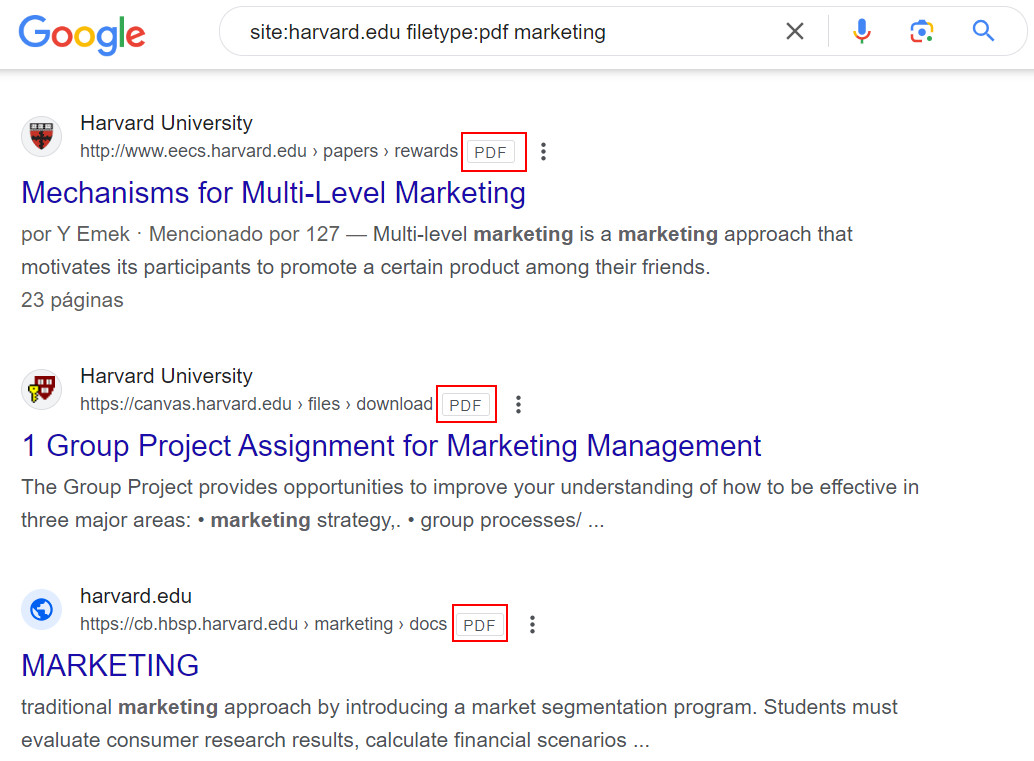 Google
site:harvard.edu filetype:pdf marketing
Harvard University
http://www.eecs.harvard.edu › papers › rewards PDF
Mechanisms for Multi-Level Marketing
por Y Emek · Mencionado por 127 — Multi-level marketing is a marketing approach that
motivates its participants to promote a certain product among their friends.
23 páginas
Harvard University
https://canvas.harvard.edu › files › download PDF
1 Group Project Assignment for Marketing Management
The Group Project provides opportunities to improve your understanding of how to be effective in
three major areas: • marketing strategy,. • group processes/ ...
harvard.edu
https://cb.hbsp.harvard.edu › marketing › docs PDF
MARKETING
traditional marketing approach by introducing a market segmentation program. Students must
evaluate consumer research results, calculate financial scenarios ...